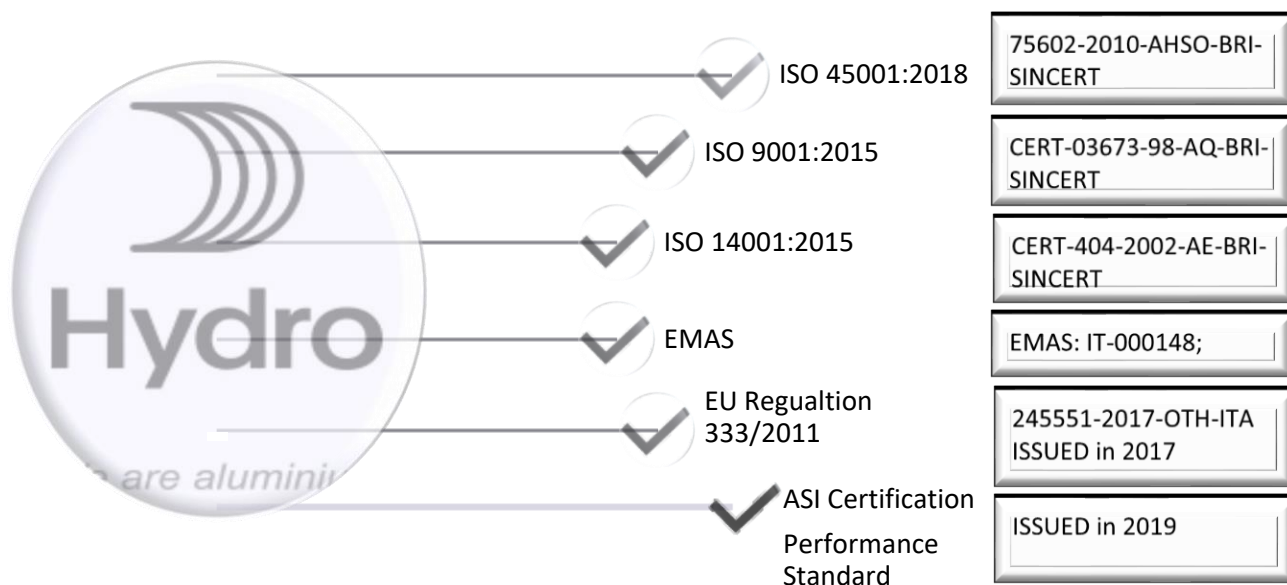 Hydro
are aluminiu
ISO 45001:2018
75602-2010-AHSO-BRI-
SINCERT
ISO 9001:2015
CERT-03673-98-AQ-BRI-
SINCERT
ISO 14001:2015
CERT-404-2002-AE-BRI-
SINCERT
EMAS
EMAS: IT-000148;
EU Regualtion
333/2011
245551-2017-OTH-ITA
ISSUED in 2017
ASI Certification
Performance
Standard
ISSUED in 2019